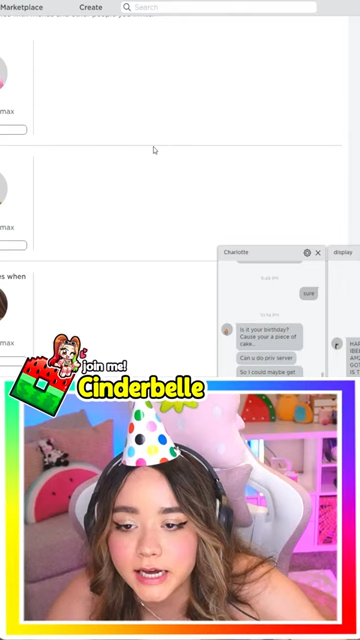 Marketplace
Create
Search
max
max
es when
Charlotte
display
sure
Is it your birthday?
Cause your a piece of
cake..
Can u do priv server
So I could maybe get
IS T
join me!
Cinderbelle